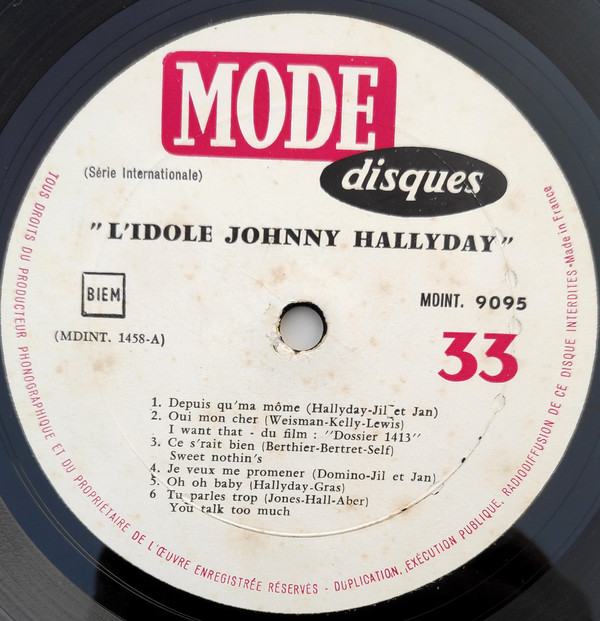 MODE
disques
(Série Internationale)
"L'IDOLE JOHNNY HALLYDAY"
BIEM
MDINT. 9095
(MDINT. 1458-A)
33
1. Depuis qu'ma môme (Hallyday-Jil et Jan)
2. Oui mon cher (Weisman-Kelly-Lewis)
I want that - du film : "Dossier 1413"
3. Ce s'rait bien (Berthier-Bertret-Self)
Sweet nothin's
4. Je veux me promener (Domino-Jil et Jan)
5. Oh oh baby (Hallyday-Gras)
6 Tu parles trop (Jones-Hall-Aber)
You talk too much
TOUS DROITS DU PRODUCTEUR PHONOGRAPHIQUE ET DU PROPRIÉTAIRE DE L'ŒUVRE ENREGISTRÉE RÉSERVÉS - DUPLICATION, EXÉCUTION PUBLIQUE, RADIODIFFUSION DE CE DISQUE INTERDITES • Made in France